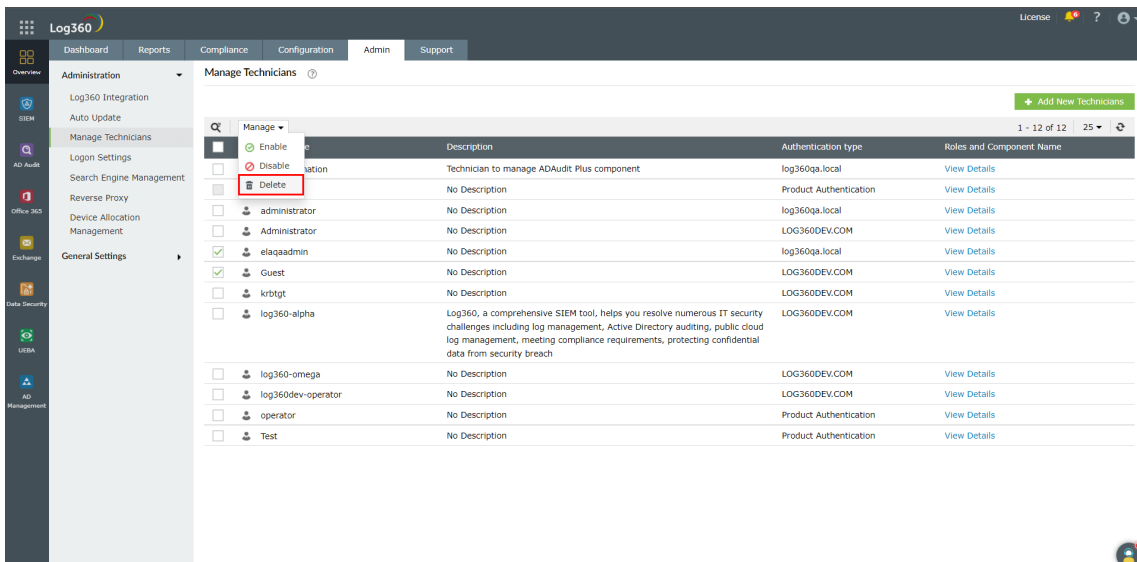 License 6 ?
Log360
Dashboard Reports Compliance Configuration Admin Support
Overview
SIEM
AD Audit
Office 365
Exchange
Data Security
UEBA
AD
Management
Administration
Log360 Integration
Auto Update
Manage Technicians
Logon Settings
Search Engine Management
Reverse Proxy
Device Allocation
Management
General Settings
Manage Technicians ?
+ Add New Technicians
Manage 1 - 12 of 12 25
Enable
Disable
Delete
Description Authentication type Roles and Component Name
Technician to manage ADAudit Plus component log360qa.local View Details
No Description Product Authentication View Details
administrator No Description log360qa.local View Details
Administrator No Description LOG360DEV.COM View Details
elaqaadmin No Description log360qa.local View Details
Guest No Description LOG360DEV.COM View Details
krbtgt No Description LOG360DEV.COM View Details
log360-alpha Log360, a comprehensive SIEM tool, helps you resolve numerous IT security LOG360DEV.COM View Details
challenges including log management, Active Directory auditing, public cloud
log management, meeting compliance requirements, protecting confidential
data from security breach
log360-omega No Description LOG360DEV.COM View Details
log360dev-operator No Description LOG360DEV.COM View Details
operator No Description Product Authentication View Details
Test No Description Product Authentication View Details